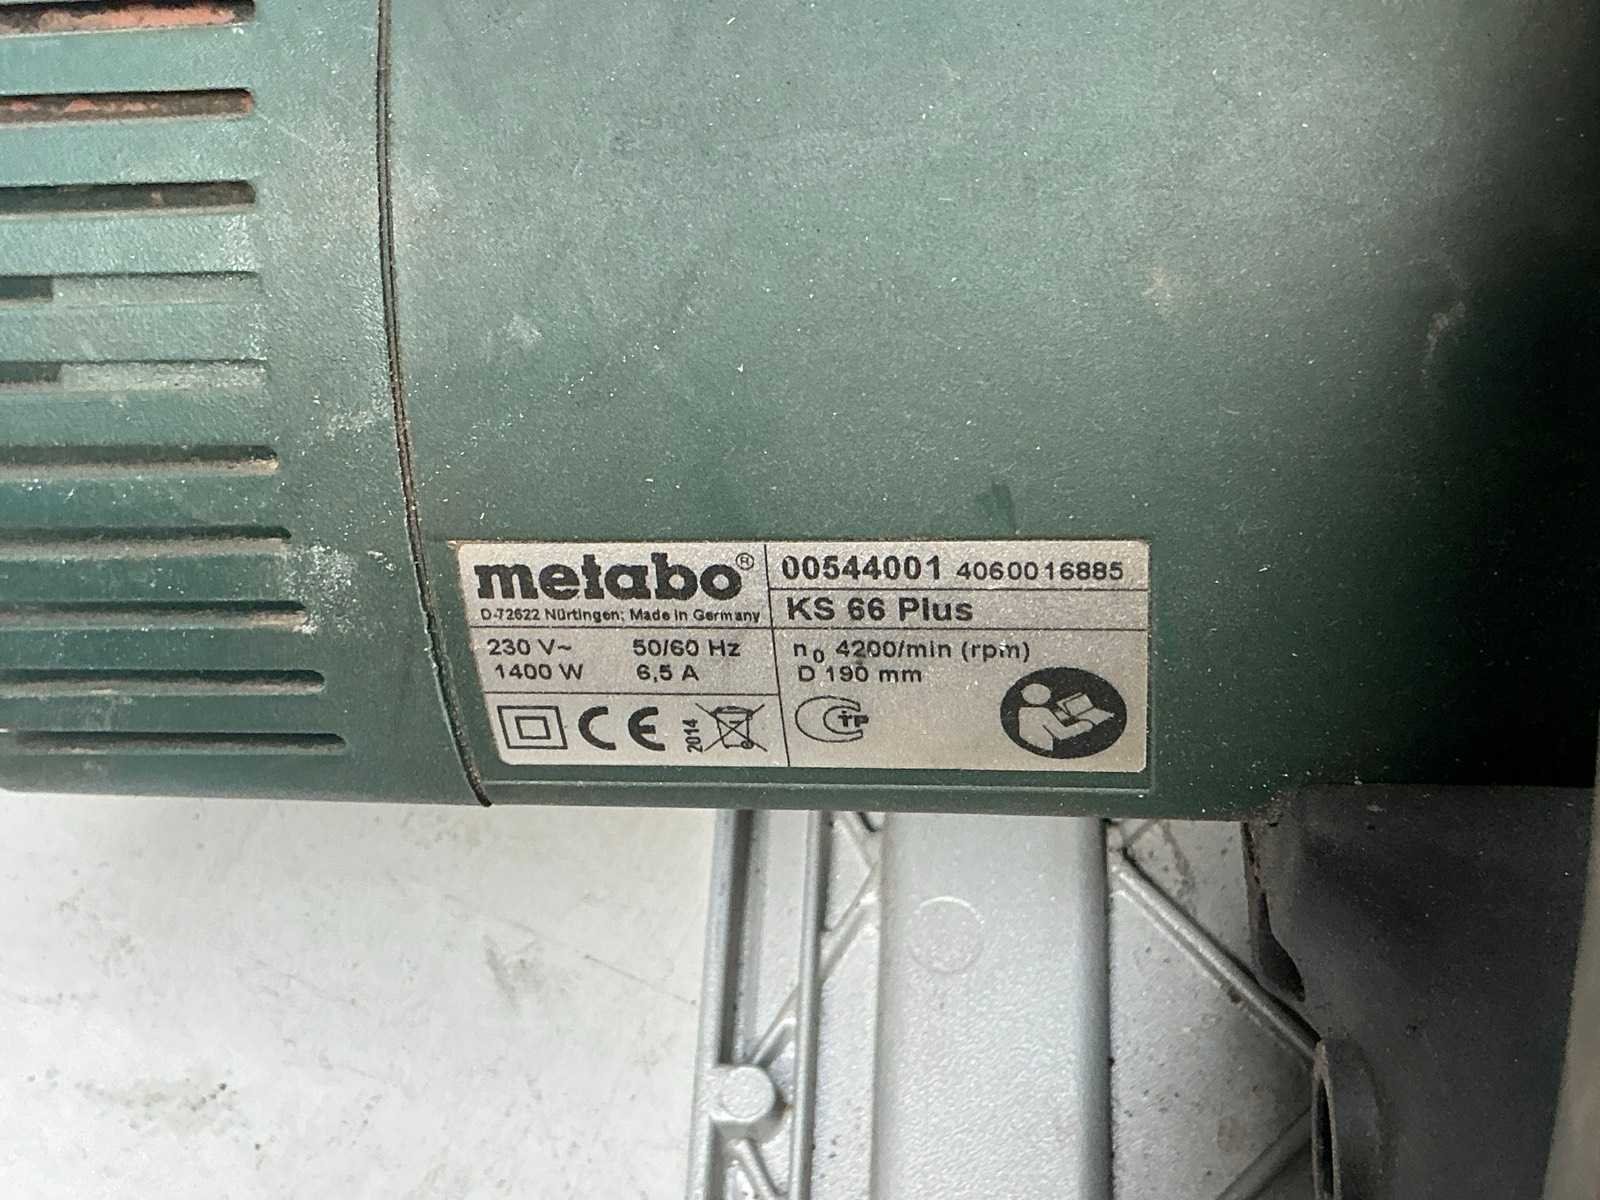 metabo®
D-72622 Nürtingen; Made in Germany
00544001 4060016885
KS 66 Plus
230 V~ 50/60 Hz
1400 W 6,5 A
n0 4200/min (rpm)
D 190 mm
CE
2014